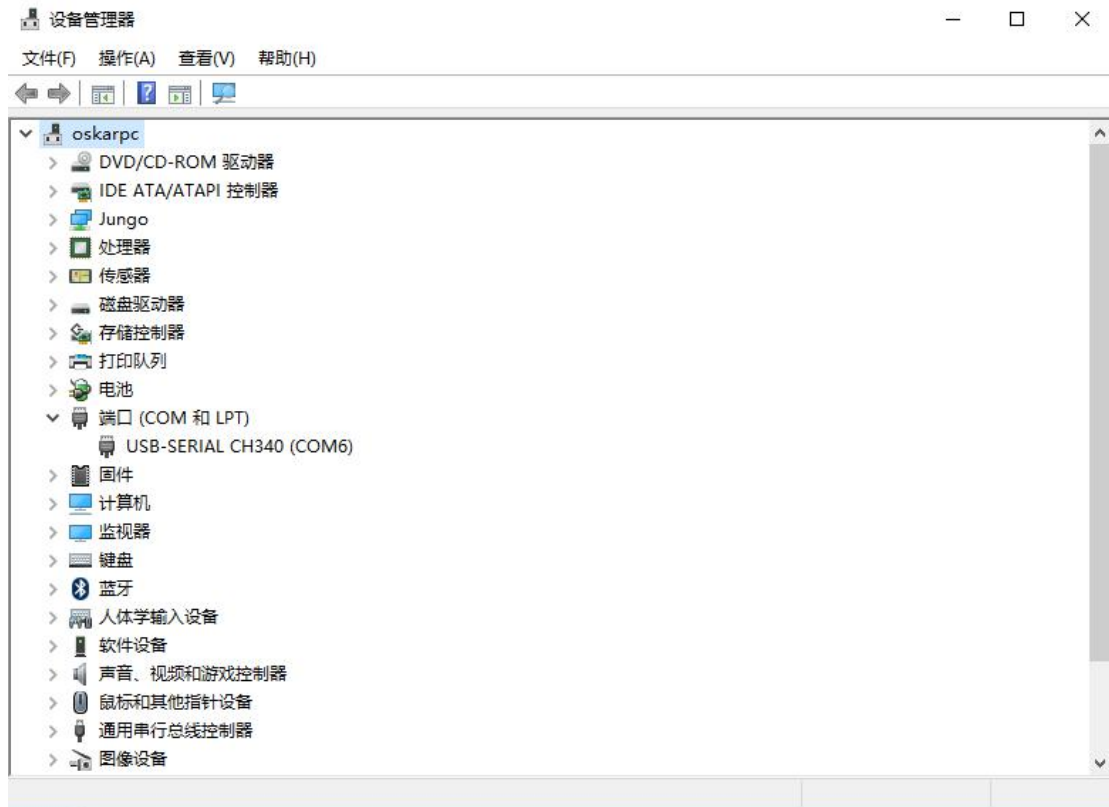 设备管理器
文件(F) 操作(A) 查看(V) 帮助(H)
oskarpc
DVD/CD-ROM 驱动器
IDE ATA/ATAPI 控制器
Jungo
处理器
传感器
磁盘驱动器
存储控制器
打印队列
电池
端口 (COM 和 LPT)
USB-SERIAL CH340 (COM6)
固件
计算机
监视器
键盘
蓝牙
人体学输入设备
软件设备
声音、视频和游戏控制器
鼠标和其他指针设备
通用串行总线控制器
图像设备